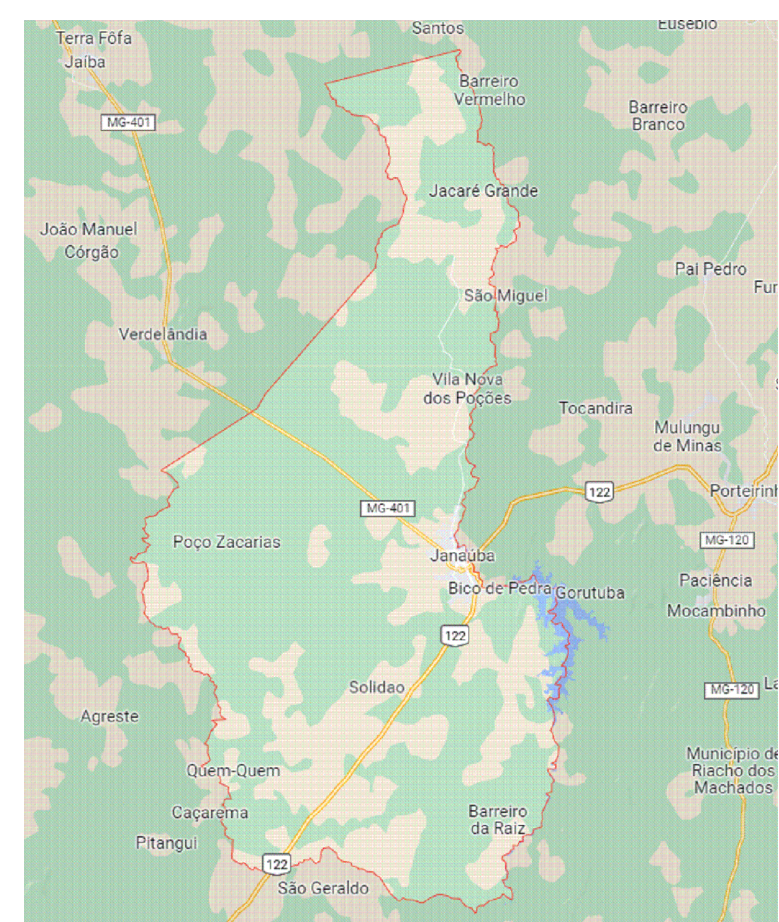 Santos
Eusébio
Terra Fôfa
Jaíba
Barreiro
Vermelho
Barreiro
Branco
MG-401
Jacaré Grande
João Manuel
Córgão
Pai Pedro
Fur
São Miguel
Verdelândia
Vila Nova
dos Poções
Tocandira
Mulungu
de Minas
122
Porteirinh
MG-401
Poço Zacarias
MG-120
Janaúba
Bico de Pedra
Gorutuba
Paciência
Mocambinho
122
Solidao
MG-120
La
Agreste
Município de
Riacho dos
Machados
Quem-Quem
Caçarema
Barreiro
da Raiz
Pitangui
122
São Geraldo